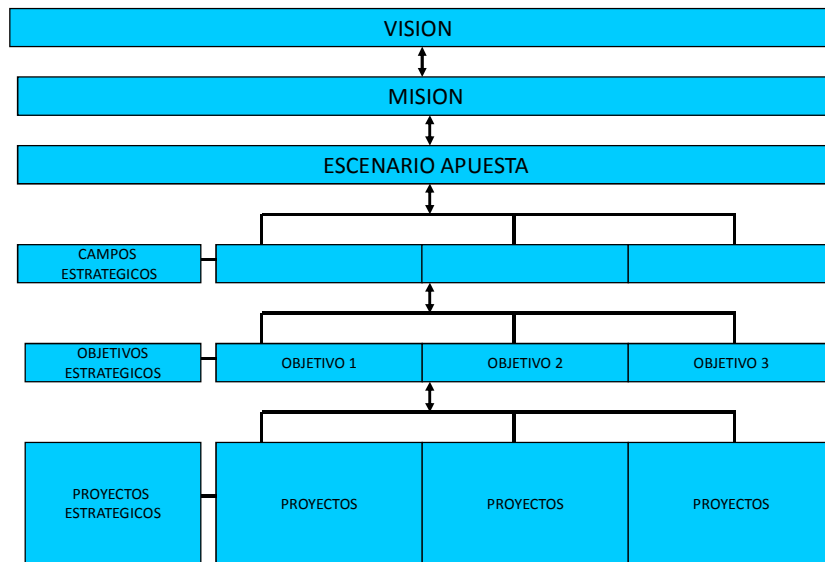 VISION
MISION
ESCENARIO APUESTA
CAMPOS
ESTRATEGICOS
OBJETIVOS
ESTRATEGICOS
OBJETIVO 1
OBJETIVO 2
OBJETIVO 3
PROYECTOS
ESTRATEGICOS
PROYECTOS
PROYECTOS
PROYECTOS